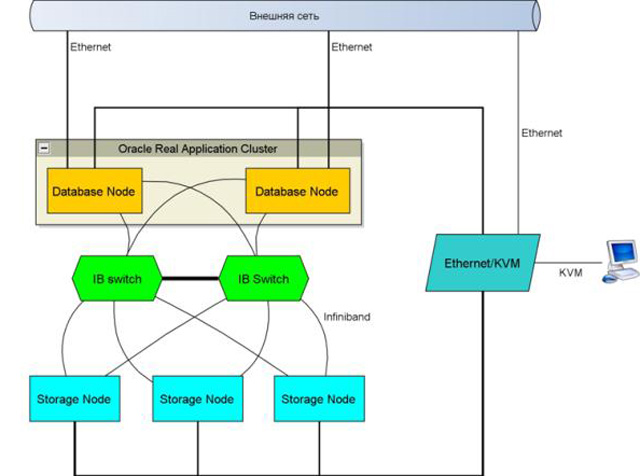 Внешняя сеть
Ethernet
Ethernet
Ethernet
Oracle Real Application Cluster
Database Node
Database Node
Ethernet/KVM
KVM
IB switch
IB Switch
Infiniband
Storage Node
Storage Node
Storage Node